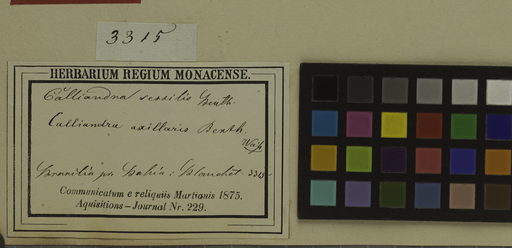 3315
HERBARIUM REGIUM MONACENSE.
Calliandra sessilis Benth.
Calliandra axillaris Benth.
Brasilia pr. Bahia: Blanchet 3315
Communicatum e reliquiis Martianis 1875.
Aquisitions - Journal Nr. 229.